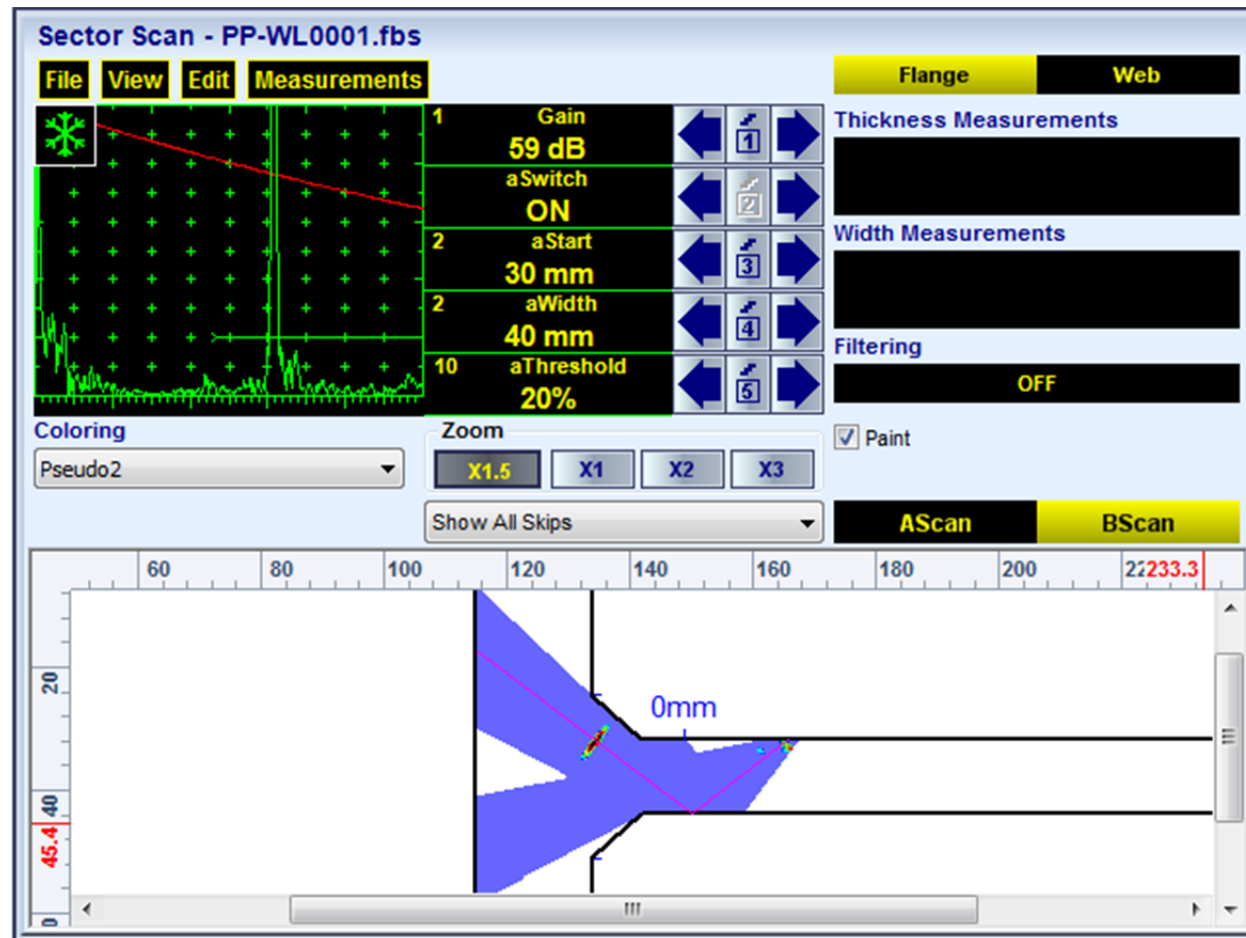 Sector Scan - PP-WL0001.fbs
File View Edit Measurements
Flange Web
1 Gain
59 dB
1
aSwitch
ON
2
2 aStart
30 mm
3
2 aWidth
40 mm
4
10 aThreshold
20%
5
Thickness Measurements
Width Measurements
Filtering
OFF
Paint
Coloring
Pseudo2
Zoom
X1.5 X1 X2 X3
Show All Skips
AScan BScan
60 80 100 120 140 160 180 200 22 233.3
20
40
45.4
0mm